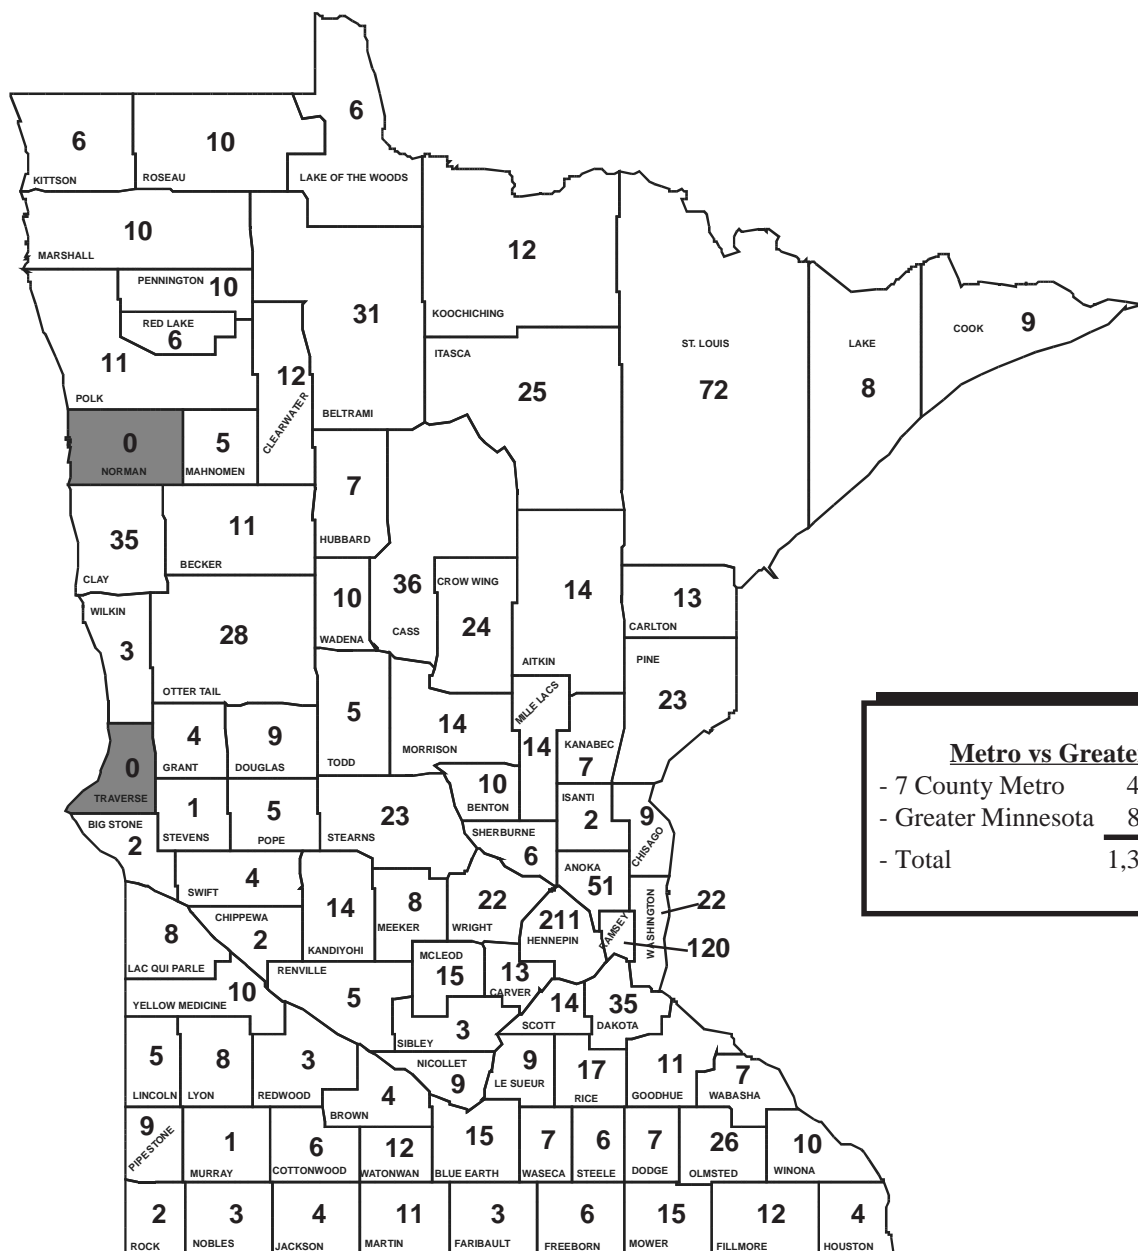 6
6
10
KITTSON
ROSEAU
LAKE OF THE WOODS
10
12
MARSHALL
PENNINGTON 10
31
KOOCHICHING
RED LAKE
6
9
COOK
ST. LOUIS
LAKE
ITASCA
11
12
25
72
8
POLK
BELTRAMI
CLEARWATER
0
5
NORMAN
MAHNOMEN
7
35
11
HUBBARD
BECKER
CLAY
36
CROW WING
14
10
13
WILKIN
CASS
24
CARLTON
3
28
WADENA
AITKIN
PINE
OTTER TAIL
MILLE LACS
23
5
4
9
14
14
KANABEC
MORRISON
7
0
GRANT
DOUGLAS
TODD
TRAVERSE
10
BENTON
ISANTI
1
5
23
9
BIG STONE
STEVENS
POPE
STEARNS
SHERBURNE
2
CHISAGO
2
6
ANOKA
4
51
SWIFT
14
8
22
22
CHIPPEWA
211
WASHINGTON
8
2
MEEKER
WRIGHT
HENNEPIN
RAMSEY
120
KANDIYOHI
MCLEOD
LAC QUI PARLE
RENVILLE
15
13
CARVER
YELLOW MEDICINE
10
5
14
35
SCOTT
DAKOTA
3
SIBLEY
5
8
3
NICOLLET
9
17
11
7
9
LE SUEUR
LINCOLN
LYON
REDWOOD
4
RICE
GOODHUE
WABASHA
BROWN
9
PIPESTONE
1
6
12
15
7
6
7
26
10
MURRAY
COTTONWOOD
WATONWAN
BLUE EARTH
WASECA
STEELE
DODGE
OLMSTED
WINONA
2
3
4
11
3
6
15
12
4
ROCK
NOBLES
JACKSON
MARTIN
FARIBAULT
FREEBORN
MOWER
FILLMORE
HOUSTON
Metro vs Greate
- 7 County Metro 4
- Greater Minnesota 8
- Total 1,3